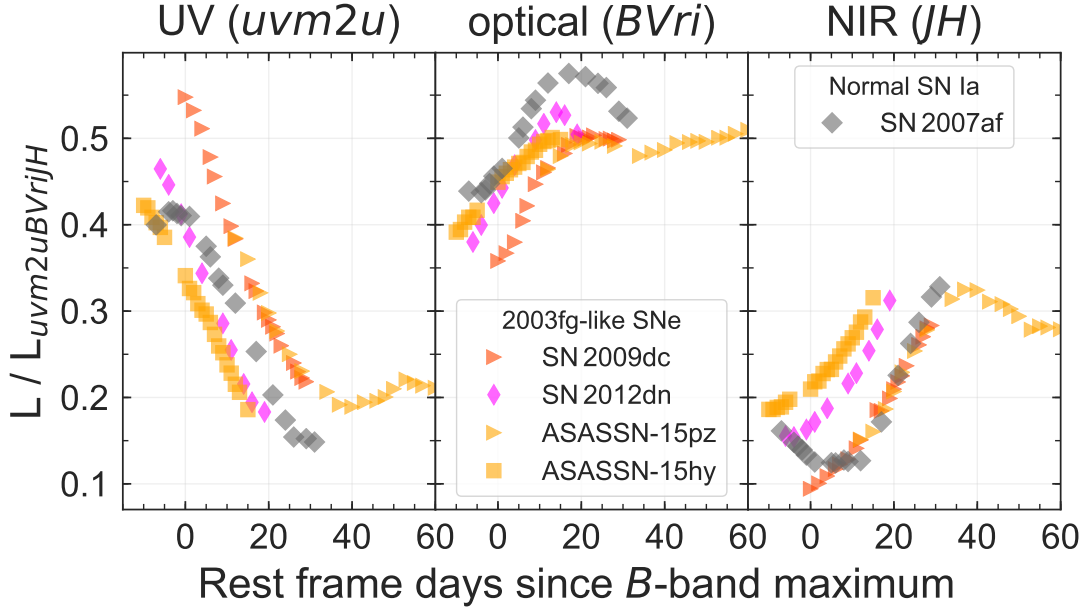 UV (uvm2u) optical (BVri) NIR (JH)
L / Luvm2uBVriJH
0.5
0.4
0.3
0.2
0.1
Normal SN Ia
SN 2007af
2003fg-like SNe
SN 2009dc
SN 2012dn
ASASSN-15pz
ASASSN-15hy
0 20 40 60 0 20 40 60 0 20 40 60
Rest frame days since B-band maximum